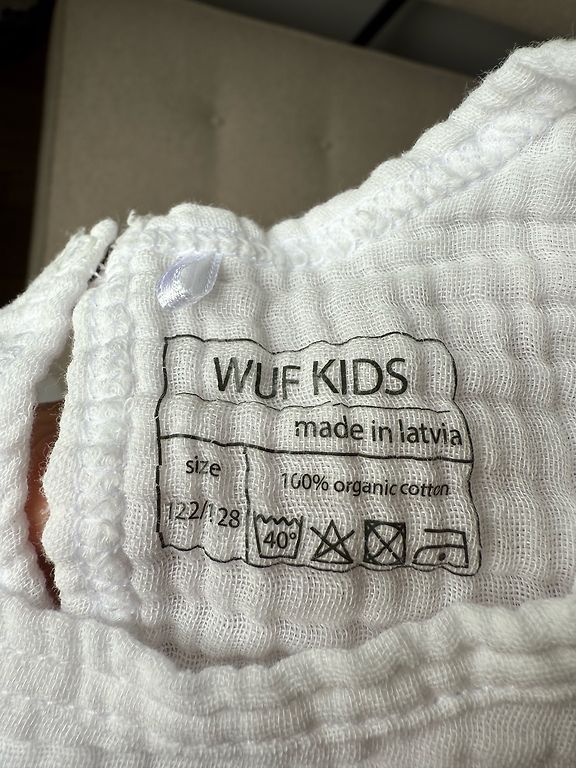 WUF KIDS
made in latvia
size
122/128
100% organic cotton
40°